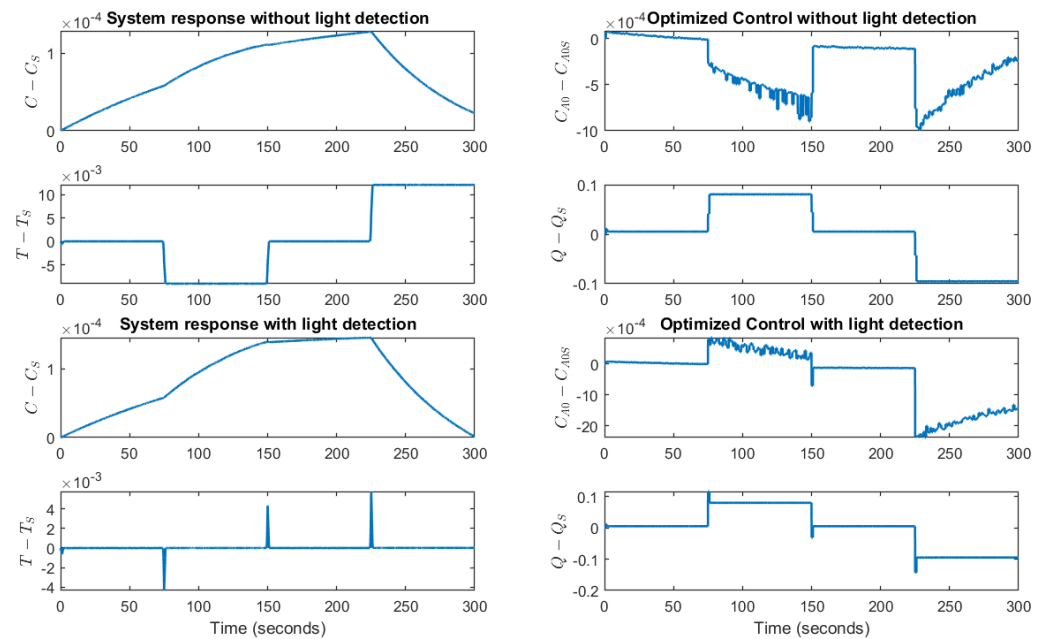 System response without light detection
×10⁻⁴
C − C_S
1
0
0 50 100 150 200 250 300
Optimized Control without light detection
×10⁻⁴
C_A0 − C_A0S
0
-5
-10
0 50 100 150 200 250 300
×10⁻³
T − T_S
10
5
0
-5
0 50 100 150 200 250 300
Q − Q_S
0.1
0
-0.1
0 50 100 150 200 250 300
System response with light detection
×10⁻⁴
C − C_S
1
0
0 50 100 150 200 250 300
Optimized Control with light detection
×10⁻⁴
C_A0 − C_A0S
0
-10
-20
0 50 100 150 200 250 300
×10⁻³
T − T_S
4
2
0
-2
-4
0 50 100 150 200 250 300
Time (seconds)
Q − Q_S
0.1
0
-0.1
-0.2
0 50 100 150 200 250 300
Time (seconds)